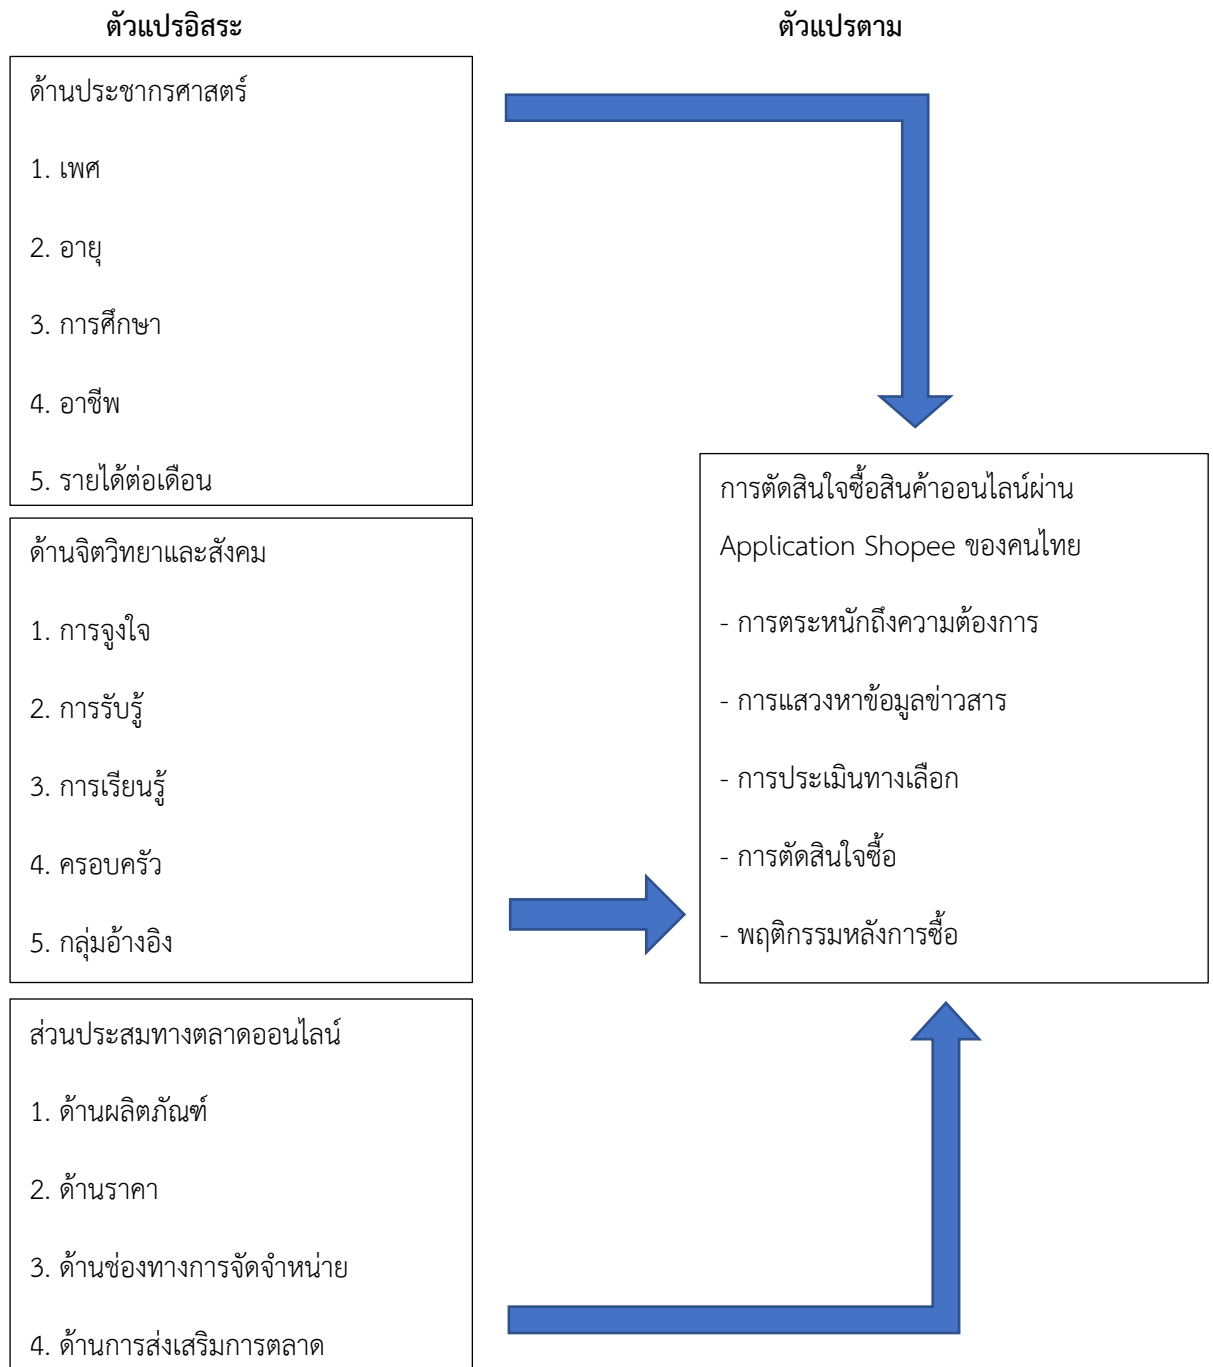 ตัวแปรอิสระ
ตัวแปรตาม
ด้านประชากรศาสตร์
1. เพศ
2. อายุ
3. การศึกษา
4. อาชีพ
5. รายได้ต่อเดือน
ด้านจิตวิทยาและสังคม
1. การจูงใจ
2. การรับรู้
3. การเรียนรู้
4. ครอบครัว
5. กลุ่มอ้างอิง
ส่วนประสมทางตลาดออนไลน์
1. ด้านผลิตภัณฑ์
2. ด้านราคา
3. ด้านช่องทางการจัดจำหน่าย
4. ด้านการส่งเสริมการตลาด
การตัดสินใจซื้อสินค้าออนไลน์ผ่าน
Application Shopee ของคนไทย
- การตระหนักถึงความต้องการ
- การแสวงหาข้อมูลข่าวสาร
- การประเมินทางเลือก
- การตัดสินใจซื้อ
- พฤติกรรมหลังการซื้อ